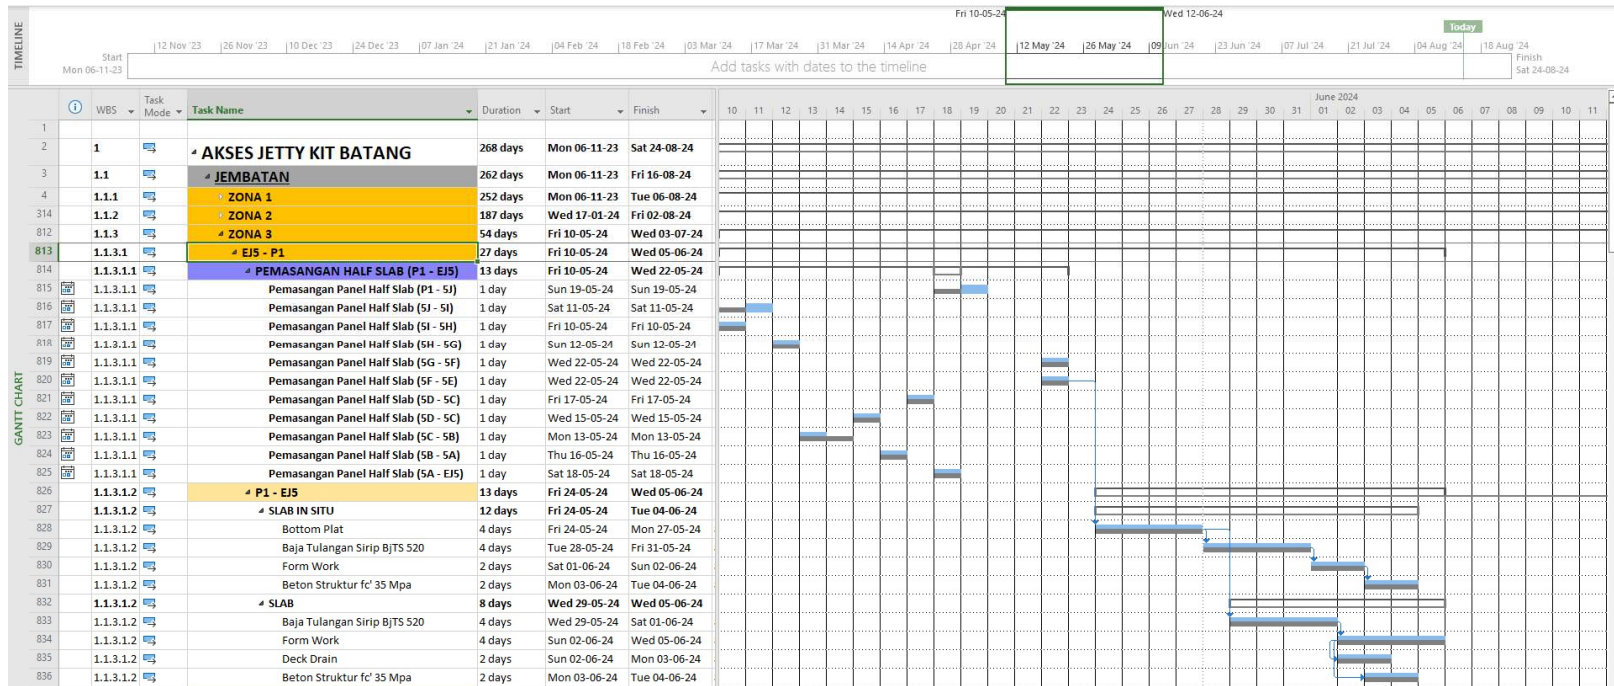 Fri 10-05-24 Wed 12-06-24
Today
12 Nov '23 26 Nov '23 10 Dec '23 24 Dec '23 07 Jan '24 21 Jan '24 04 Feb '24 18 Feb '24 03 Mar '24 17 Mar '24 31 Mar '24 14 Apr '24 28 Apr '24 12 May '24 26 May '24 09 Jun '24 23 Jun '24 07 Jul '24 21 Jul '24 04 Aug '24 18 Aug '24
TIMELINE
Start
Mon 06-11-23
Add tasks with dates to the timeline
Finish
Sat 24-08-24
GANTT CHART
WBS Task Mode Task Name Duration Start Finish
June 2024
10 11 12 13 14 15 16 17 18 19 20 21 22 23 24 25 26 27 28 29 30 31 01 02 03 04 05 06 07 08 09 10 11
1
2 1 AKSES JETTY KIT BATANG 268 days Mon 06-11-23 Sat 24-08-24
3 1.1 JEMBATAN 262 days Mon 06-11-23 Fri 16-08-24
4 1.1.1 ZONA 1 252 days Mon 06-11-23 Tue 06-08-24
314 1.1.2 ZONA 2 187 days Wed 17-01-24 Fri 02-08-24
812 1.1.3 ZONA 3 54 days Fri 10-05-24 Wed 03-07-24
813 1.1.3.1 EJ5 - P1 27 days Fri 10-05-24 Wed 05-06-24
814 1.1.3.1.1 PEMASANGAN HALF SLAB (P1 - EJ5) 13 days Fri 10-05-24 Wed 22-05-24
815 1.1.3.1.1 Pemasangan Panel Half Slab (P1 - 5J) 1 day Sun 19-05-24 Sun 19-05-24
816 1.1.3.1.1 Pemasangan Panel Half Slab (5J - 5I) 1 day Sat 11-05-24 Sat 11-05-24
817 1.1.3.1.1 Pemasangan Panel Half Slab (5I - 5H) 1 day Fri 10-05-24 Fri 10-05-24
818 1.1.3.1.1 Pemasangan Panel Half Slab (5H - 5G) 1 day Sun 12-05-24 Sun 12-05-24
819 1.1.3.1.1 Pemasangan Panel Half Slab (5G - 5F) 1 day Wed 22-05-24 Wed 22-05-24
820 1.1.3.1.1 Pemasangan Panel Half Slab (5F - 5E) 1 day Wed 22-05-24 Wed 22-05-24
821 1.1.3.1.1 Pemasangan Panel Half Slab (5D - 5C) 1 day Fri 17-05-24 Fri 17-05-24
822 1.1.3.1.1 Pemasangan Panel Half Slab (5D - 5C) 1 day Wed 15-05-24 Wed 15-05-24
823 1.1.3.1.1 Pemasangan Panel Half Slab (5C - 5B) 1 day Mon 13-05-24 Mon 13-05-24
824 1.1.3.1.1 Pemasangan Panel Half Slab (5B - 5A) 1 day Thu 16-05-24 Thu 16-05-24
825 1.1.3.1.1 Pemasangan Panel Half Slab (5A - EJ5) 1 day Sat 18-05-24 Sat 18-05-24
826 1.1.3.1.2 P1 - EJ5 13 days Fri 24-05-24 Wed 05-06-24
827 1.1.3.1.2 SLAB IN SITU 12 days Fri 24-05-24 Tue 04-06-24
828 1.1.3.1.2 Bottom Plat 4 days Fri 24-05-24 Mon 27-05-24
829 1.1.3.1.2 Baja Tulangan Sirip BjTS 520 4 days Tue 28-05-24 Fri 31-05-24
830 1.1.3.1.2 Form Work 2 days Sat 01-06-24 Sun 02-06-24
831 1.1.3.1.2 Beton Struktur fc' 35 Mpa 2 days Mon 03-06-24 Tue 04-06-24
832 1.1.3.1.2 SLAB 8 days Wed 29-05-24 Wed 05-06-24
833 1.1.3.1.2 Baja Tulangan Sirip BjTS 520 4 days Wed 29-05-24 Sat 01-06-24
834 1.1.3.1.2 Form Work 4 days Sun 02-06-24 Wed 05-06-24
835 1.1.3.1.2 Deck Drain 2 days Sun 02-06-24 Mon 03-06-24
836 1.1.3.1.2 Beton Struktur fc' 35 Mpa 2 days Mon 03-06-24 Tue 04-06-24